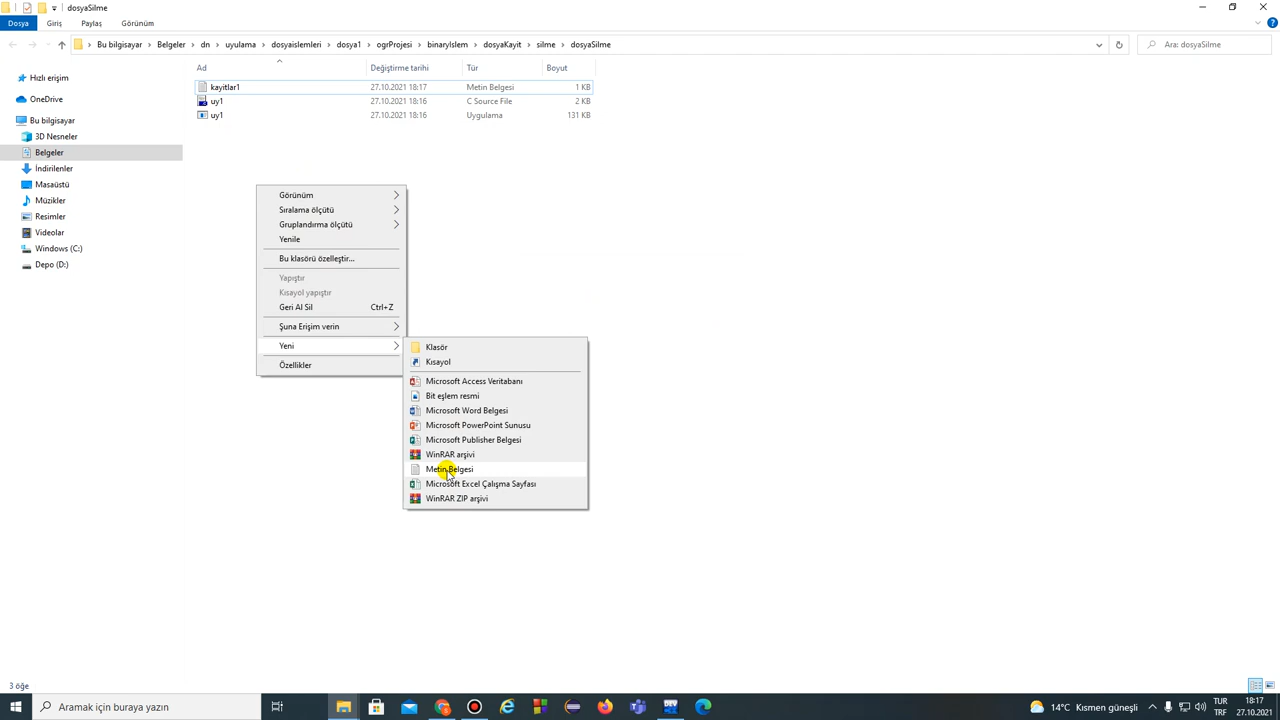 dosyaSilme
Dosya Giriş Paylaş Görünüm
Bu bilgisayar Belgeler dn uyulama dosyaislemleri dosya1 ogrProjesi binaryIslem dosyaKayit silme dosyaSilme
Ara: dosyaSilme
Hızlı erişim
OneDrive
Bu bilgisayar
3D Nesneler
Belgeler
İndirilenler
Masaüstü
Müzikler
Resimler
Videolar
Windows (C:)
Depo (D:)
Ad Değiştirme tarihi Tür Boyut
kayitlar1 27.10.2021 18:17 Metin Belgesi 1 KB
uy1 27.10.2021 18:16 C Source File 2 KB
uy1 27.10.2021 18:16 Uygulama 131 KB
Görünüm
Sıralama ölçütü
Gruplandırma ölçütü
Yenile
Bu klasörü özelleştir...
Yapıştır
Kısayol yapıştır
Geri Al Sil Ctrl+Z
Şuna Erişim verin
Yeni
Özellikler
Klasör
Kısayol
Microsoft Access Veritabanı
Bit eşlem resmi
Microsoft Word Belgesi
Microsoft PowerPoint Sunusu
Microsoft Publisher Belgesi
WinRAR arşivi
Metin Belgesi
Microsoft Excel Çalışma Sayfası
WinRAR ZIP arşivi
3 öğe
Aramak için buraya yazın
DEV
14°C Kısmen güneşli
TUR
TRF
18:17
27.10.2021